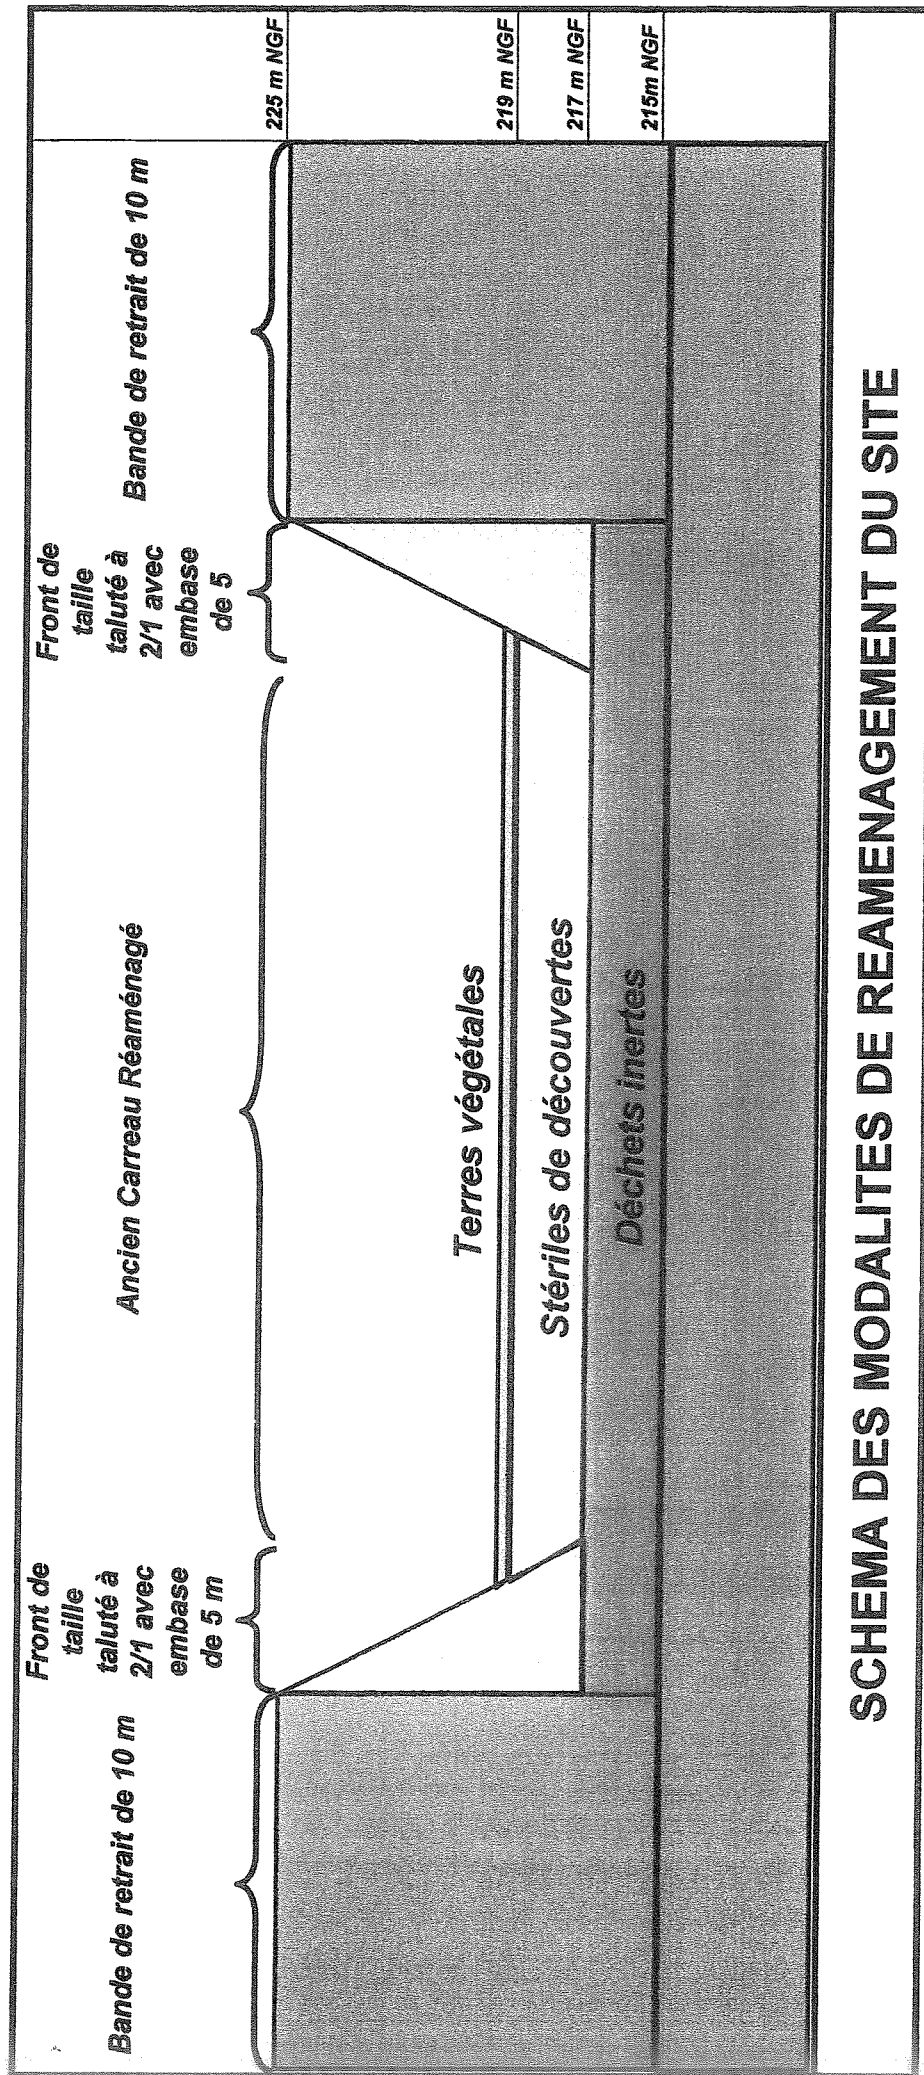 Bande de retrait de 10 m
Front de
taille
taluté à
2/1 avec
embase
de 5 m
Ancien Carreau Réaménagé
Front de
taille
taluté à
2/1 avec
embase
de 5
Bande de retrait de 10 m
225 m NGF
Terres végétales
219 m NGF
Stériles de découvertes
217 m NGF
Déchets inertes
215m NGF
SCHEMA DES MODALITES DE REAMENAGEMENT DU SITE